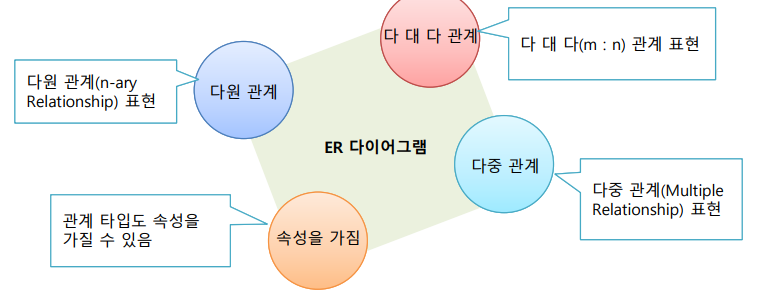 다 대 다 관계
다 대 다(m : n) 관계 표현
다원 관계(n-ary
Relationship) 표현
다원 관계
ER 다이어그램
다중 관계
다중 관계(Multiple
Relationship) 표현
관계 타입도 속성을
가질 수 있음
속성을 가짐